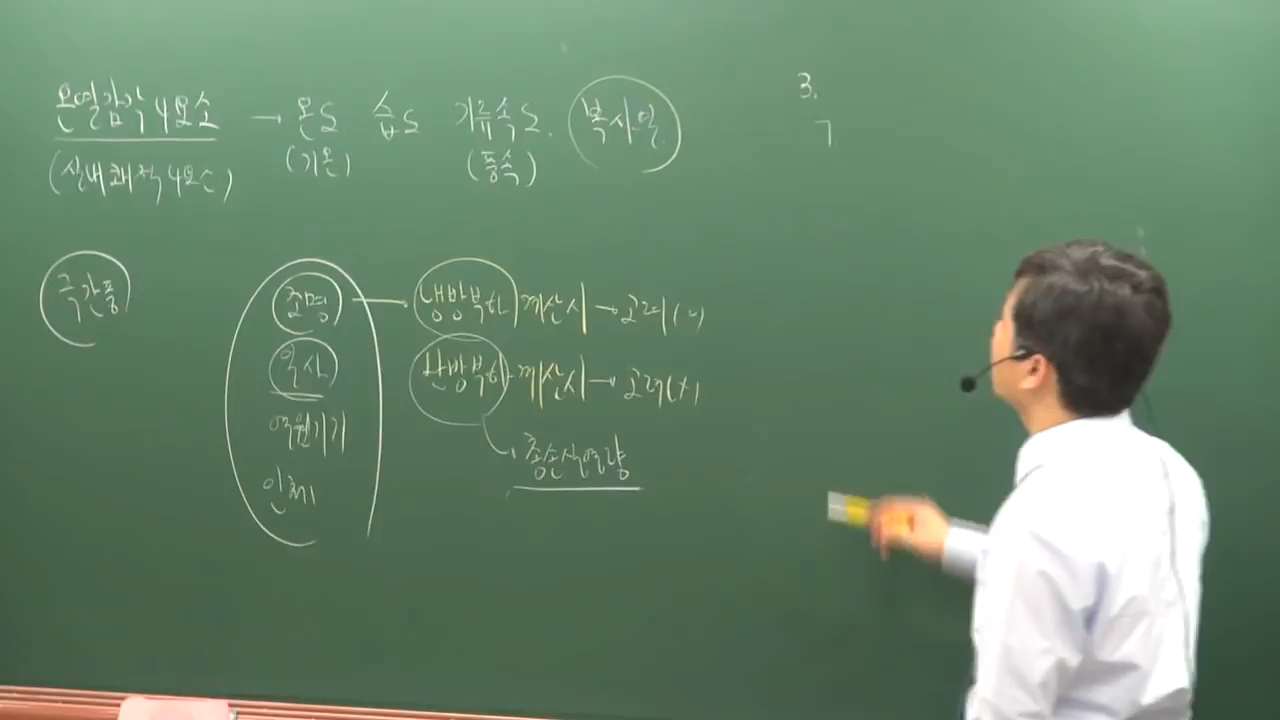 온열감각 4요소 → 온도 습도 기류속도. 복사열
(실내쾌적 4요소) (기온) (풍속)
3.
ㄱ
극간풍
조명 → 냉방부하 계산시 → 고려(O)
일사 난방부하 계산시 → 고려(X)
열원기기
인체
총손실열량